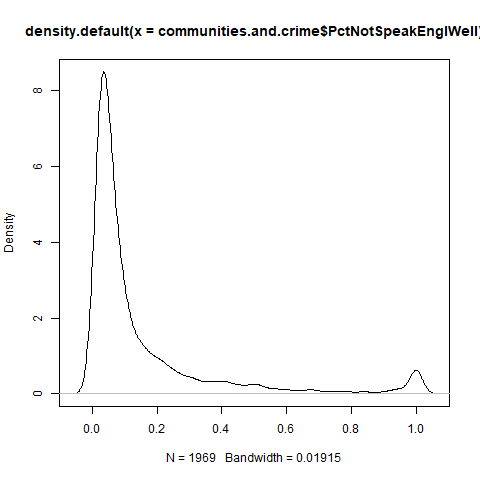 density.default(x = communities.and.crime$PctNotSpeakEnglWell)
Density
8
6
4
2
0
0.0 0.2 0.4 0.6 0.8 1.0
N = 1969 Bandwidth = 0.01915